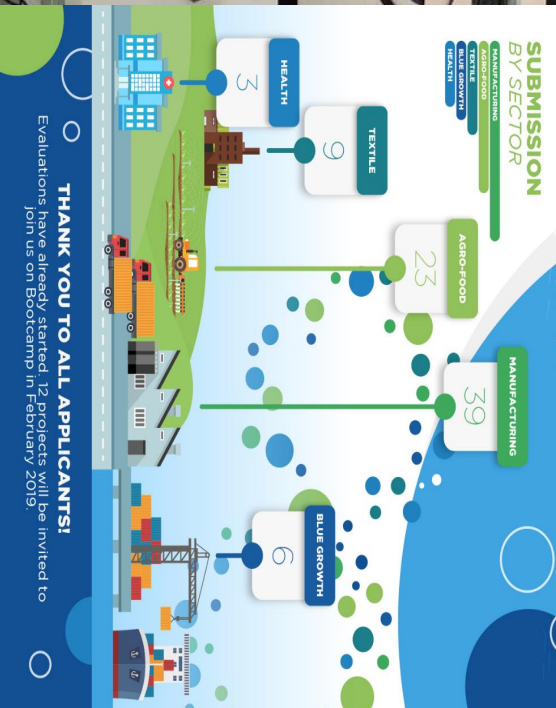 SUBMISSION
BY SECTOR
MANUFACTURING
AGRO-FOOD
TEXTILE
BLUE GROWTH
HEALTH
HEALTH
3
TEXTILE
9
AGRO-FOOD
23
MANUFACTURING
39
BLUE GROWTH
6
THANK YOU TO ALL APPLICANTS!
Evaluations have already started. 12 projects will be invited to
join us on Bootcamp in February 2019.